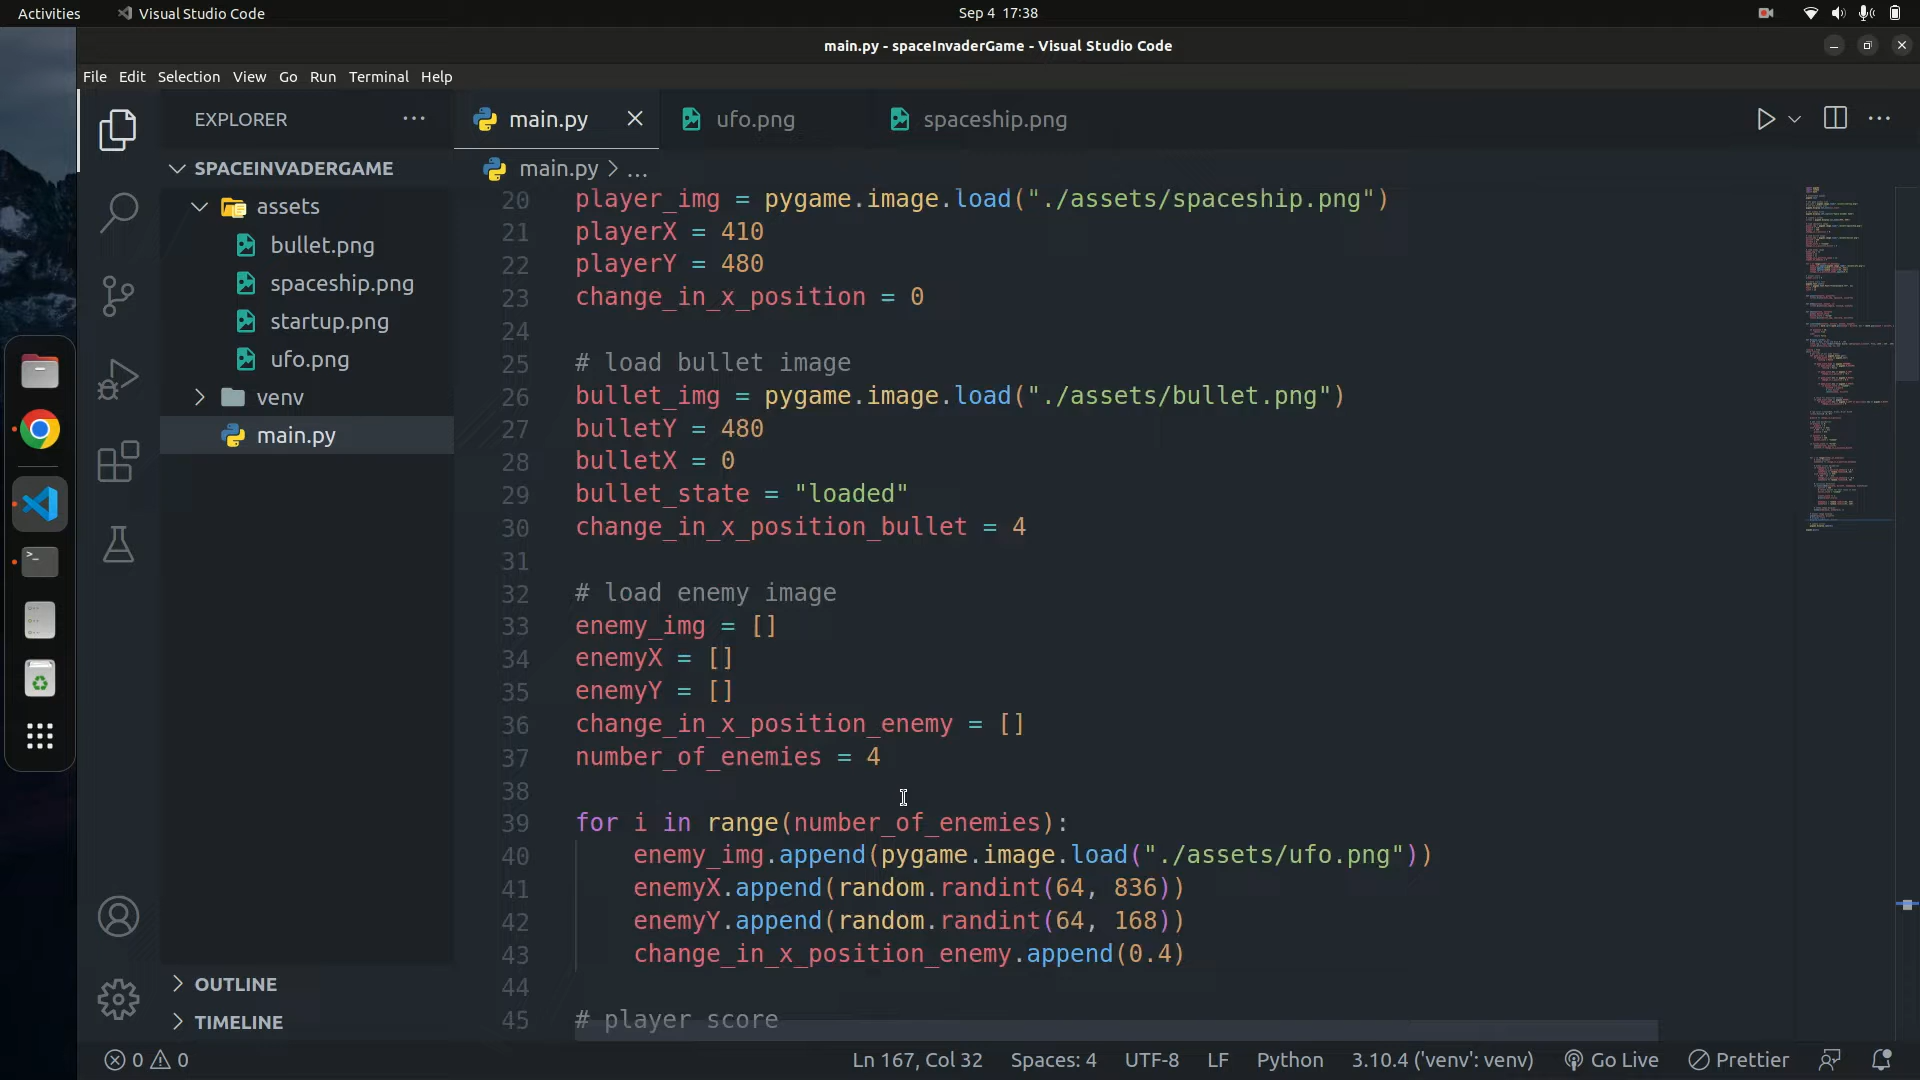 Activities
Visual Studio Code
Sep 4 17:38
main.py - spaceInvaderGame - Visual Studio Code
File Edit Selection View Go Run Terminal Help
EXPLORER
main.py
ufo.png
spaceship.png
SPACEINVADERGAME
main.py > ...
assets
bullet.png
spaceship.png
startup.png
ufo.png
venv
main.py
20 player_img = pygame.image.load("./assets/spaceship.png")
21 playerX = 410
22 playerY = 480
23 change_in_x_position = 0
24
25 # load bullet image
26 bullet_img = pygame.image.load("./assets/bullet.png")
27 bulletY = 480
28 bulletX = 0
29 bullet_state = "loaded"
30 change_in_x_position_bullet = 4
31
32 # load enemy image
33 enemy_img = []
34 enemyX = []
35 enemyY = []
36 change_in_x_position_enemy = []
37 number_of_enemies = 4
38
39 for i in range(number_of_enemies):
40 enemy_img.append(pygame.image.load("./assets/ufo.png"))
41 enemyX.append(random.randint(64, 836))
42 enemyY.append(random.randint(64, 168))
43 change_in_x_position_enemy.append(0.4)
44
45 # player score
OUTLINE
TIMELINE
0 0
Ln 167, Col 32
Spaces: 4
UTF-8
LF
Python
3.10.4 ('venv': venv)
Go Live
Prettier